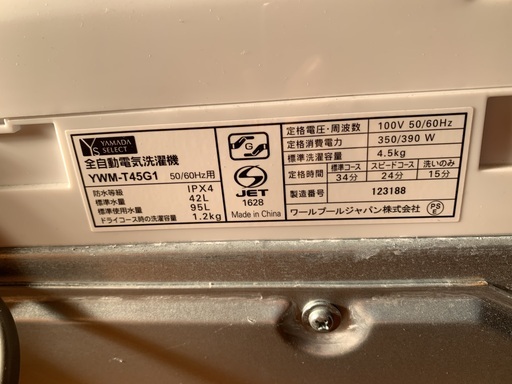 YS YAMADA SELECT
全自動電気洗濯機
YWM-T45G1 50/60Hz用
防水等級 IPX4
標準水量 42L
標準使用水量 95L
ドライコース時の洗濯容量 1.2kg
G
S
JET
1628
Made in China
定格電圧・周波数 100V 50/60Hz
定格消費電力 350/390 W
標準洗濯容量 4.5kg
定格時間 標準コース スピードコース 洗いのみ
34分 24分 15分
製造番号 123188
ワールプールジャパン株式会社
PSE